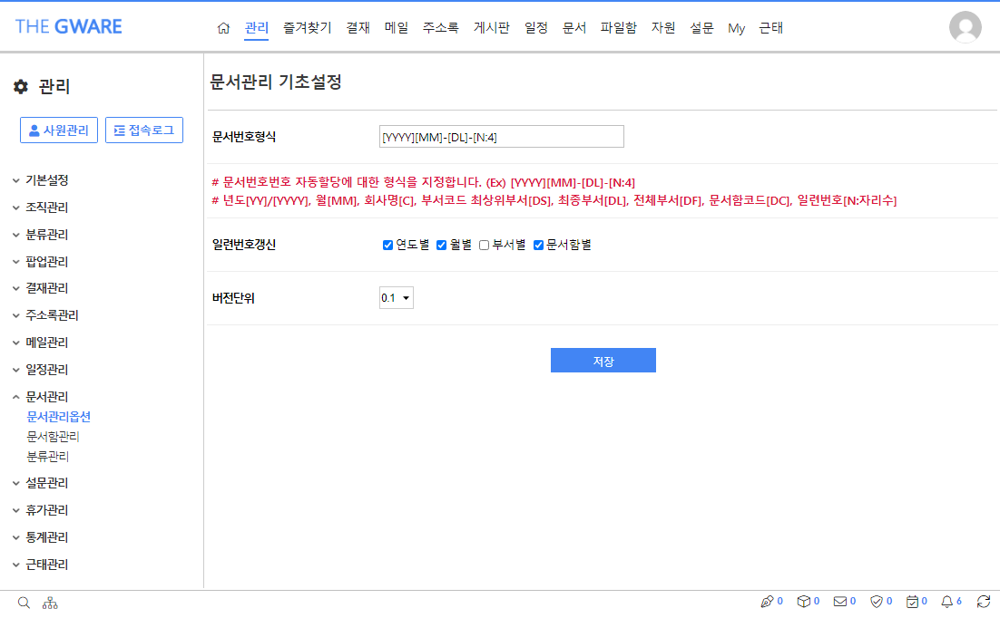 THE GWARE
관리 즐겨찾기 결재 메일 주소록 게시판 일정 문서 파일함 자원 설문 My 근태
관리
사원관리 접속로그
기본설정
조직관리
분류관리
팝업관리
결재관리
주소록관리
메일관리
일정관리
문서관리
문서관리옵션
문서함관리
분류관리
설문관리
휴가관리
통계관리
근태관리
문서관리 기초설정
문서번호형식 [YYYY][MM]-[DL]-[N:4]
# 문서번호번호 자동할당에 대한 형식을 지정합니다. (Ex) [YYYY][MM]-[DL]-[N:4]
# 년도[YY]/[YYYY], 월[MM], 회사명[C], 부서코드 최상위부서[DS], 최종부서[DL], 전체부서[DF], 문서함코드[DC], 일련번호[N:자리수]
일련번호갱신 연도별 월별 부서별 문서함별
버전단위 0.1
저장
0 0 0 0 0 6